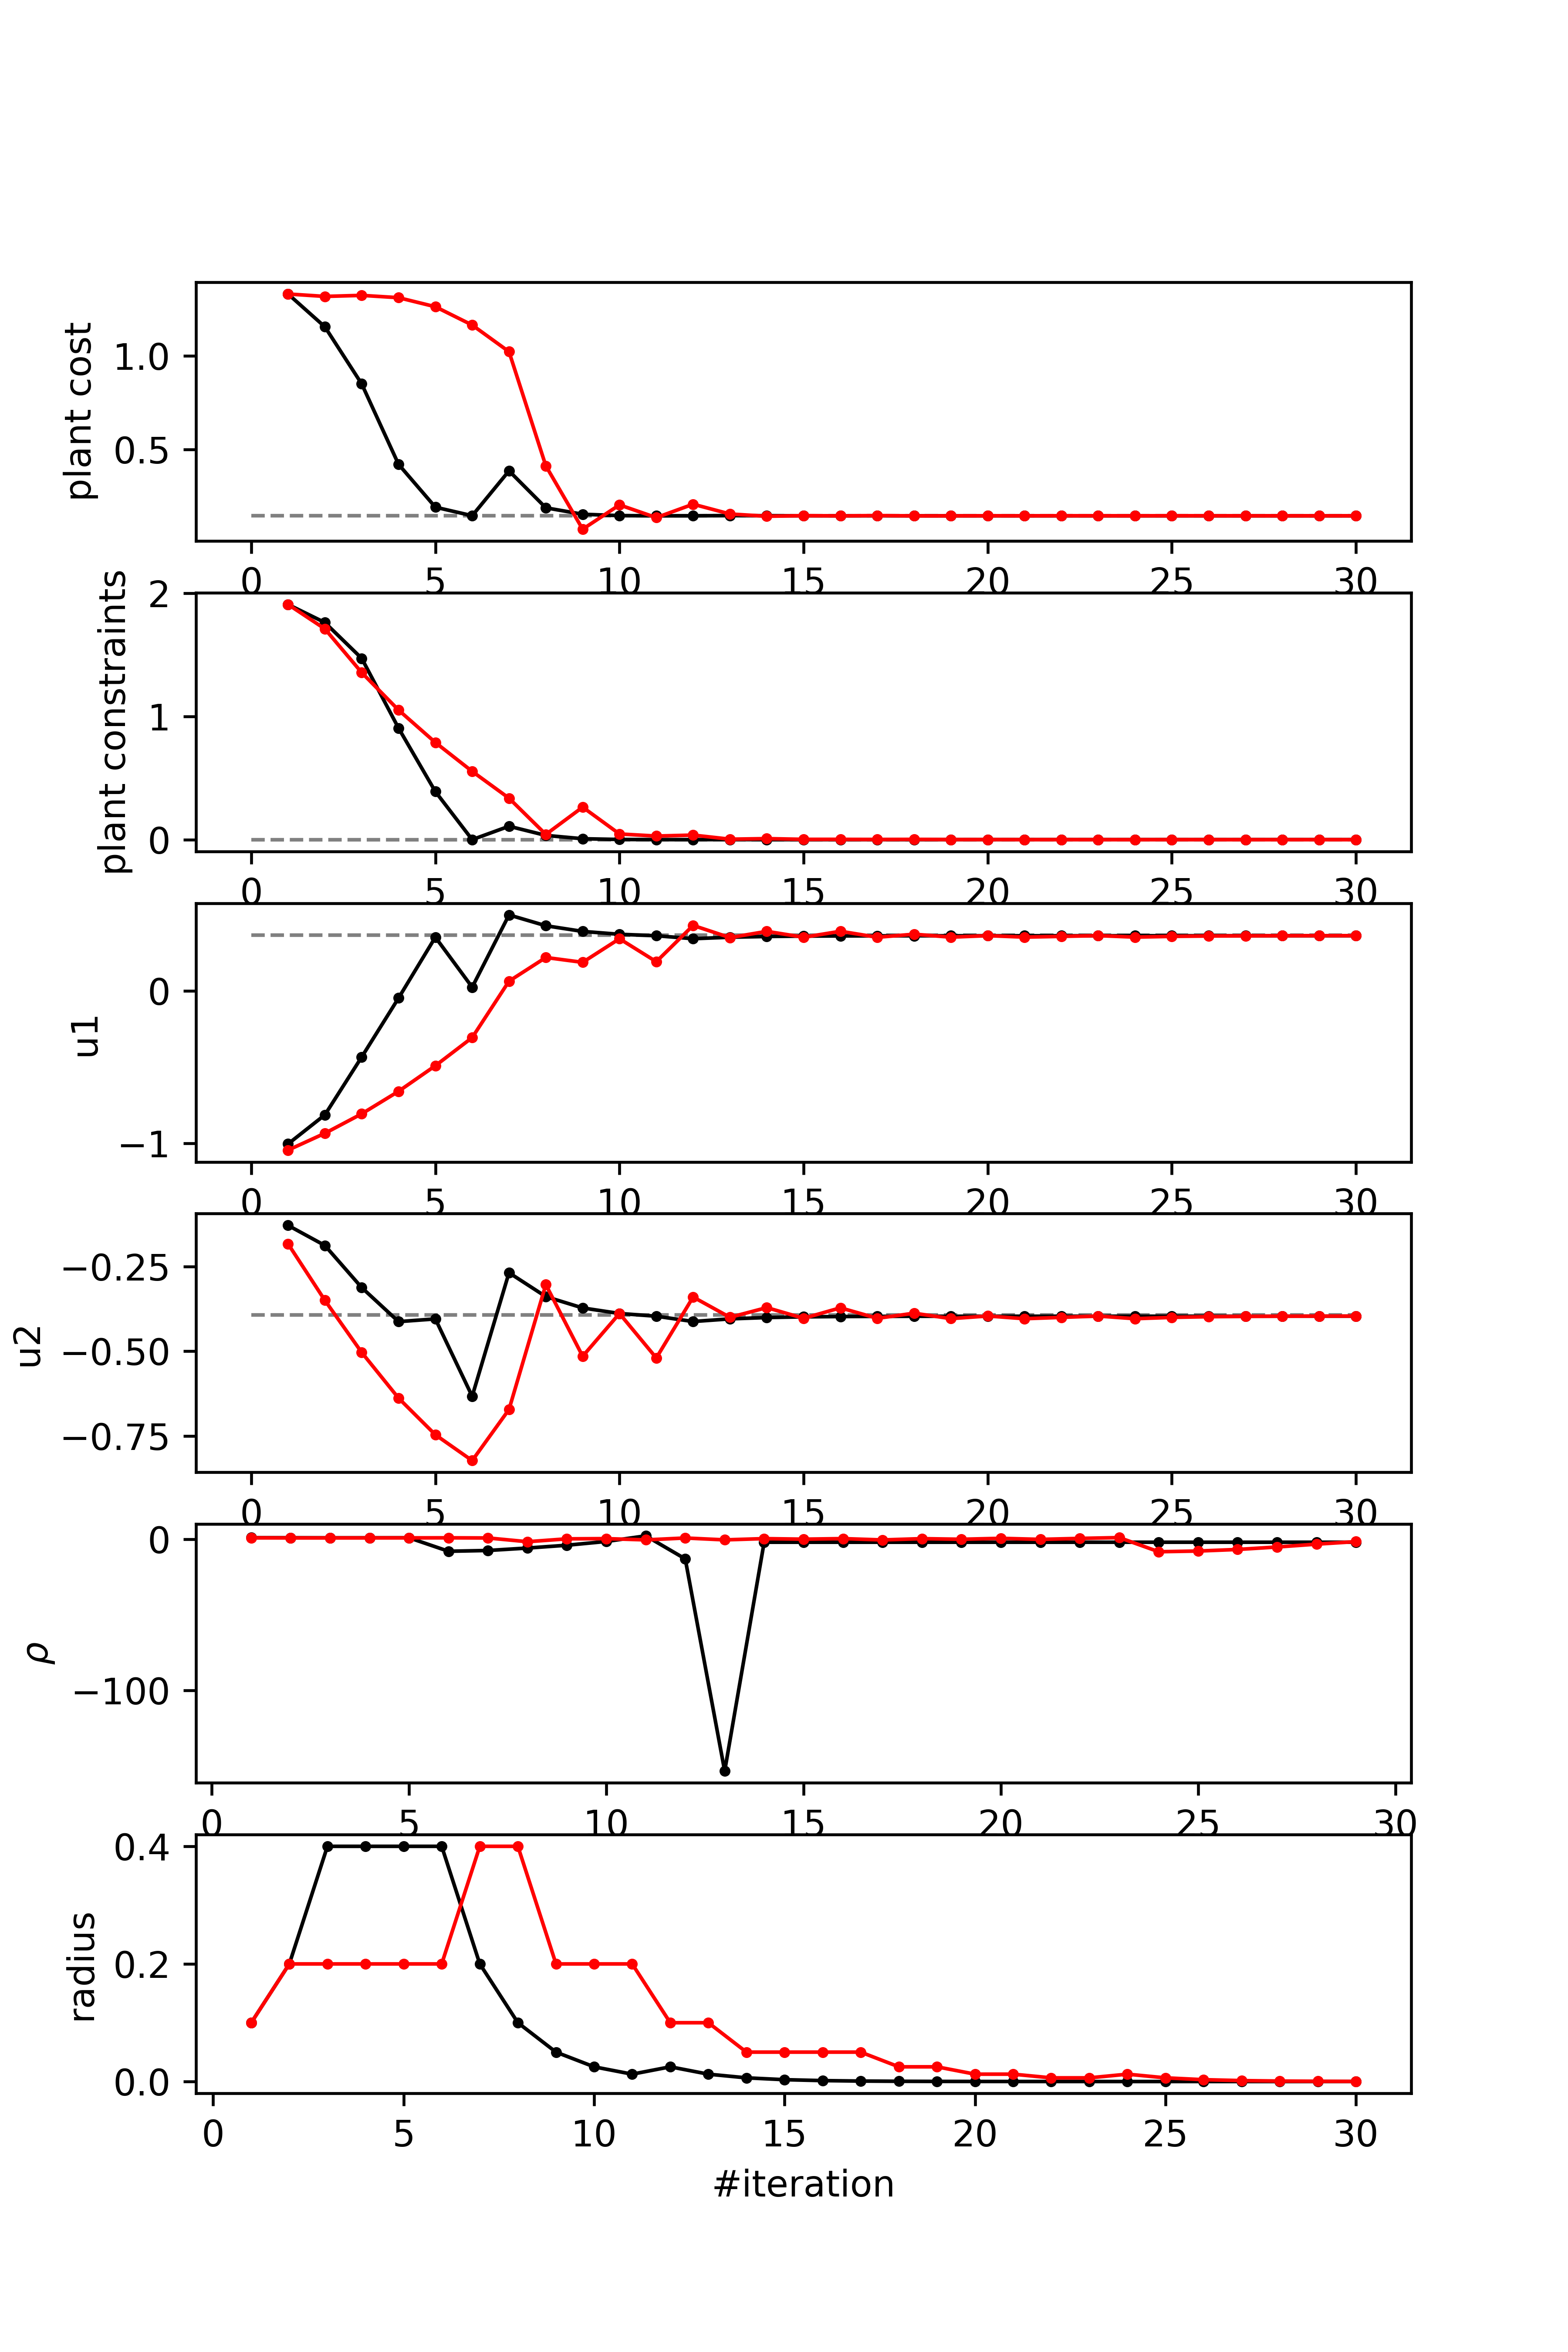 plant cost
1.0
0.5
0 5 10 15 20 25 30
plant constraints
2
1
0
0 5 10 15 20 25 30
u1
0
−1
0 5 10 15 20 25 30
u2
−0.25
−0.50
−0.75
0 5 10 15 20 25 30
ρ
0
−100
0 5 10 15 20 25 30
radius
0.4
0.2
0.0
0 5 10 15 20 25 30
#iteration